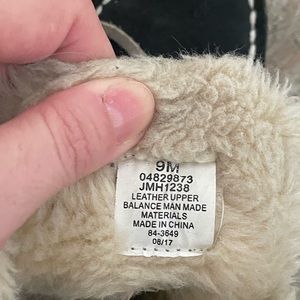 9M
04829873
JMH1238
LEATHER UPPER
BALANCE MAN MADE
MATERIALS
MADE IN CHINA
84-3649
08/17